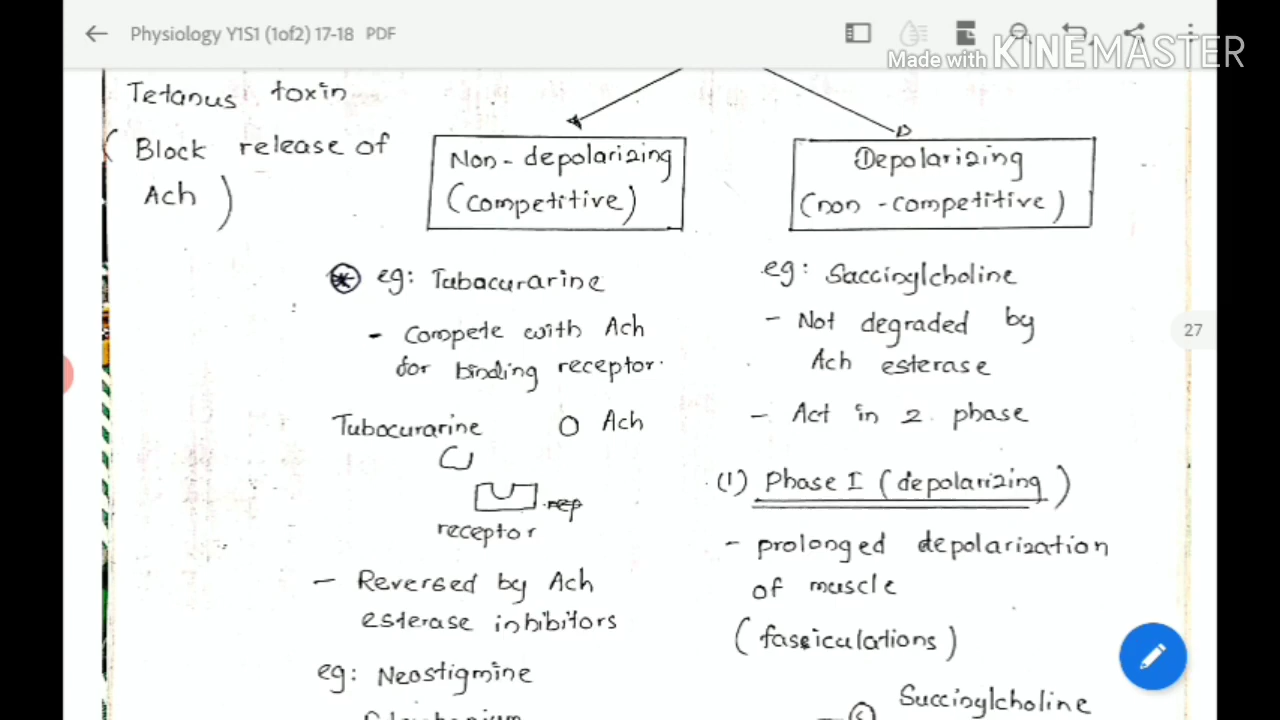 Physiology Y1S1 (1of2) 17-18 PDF
Made with KINEMASTER
Tetanus toxin
( Block release of
Ach )
Non-depolarizing
(competitive)
eg: Tubacurarine
- Compete with Ach
for binding receptor.
Tubocurarine O Ach
rep
receptor
- Reversed by Ach
esterase inhibitors
eg: Neostigmine
①Depolarizing
(non-competitive)
eg: Saccinylcholine
- Not degraded by
Ach esterase
- Act in 2 phase
(1) Phase I (depolarizing)
- prolonged depolarization
of muscle
(fasciculations)
Succinylcholine
27